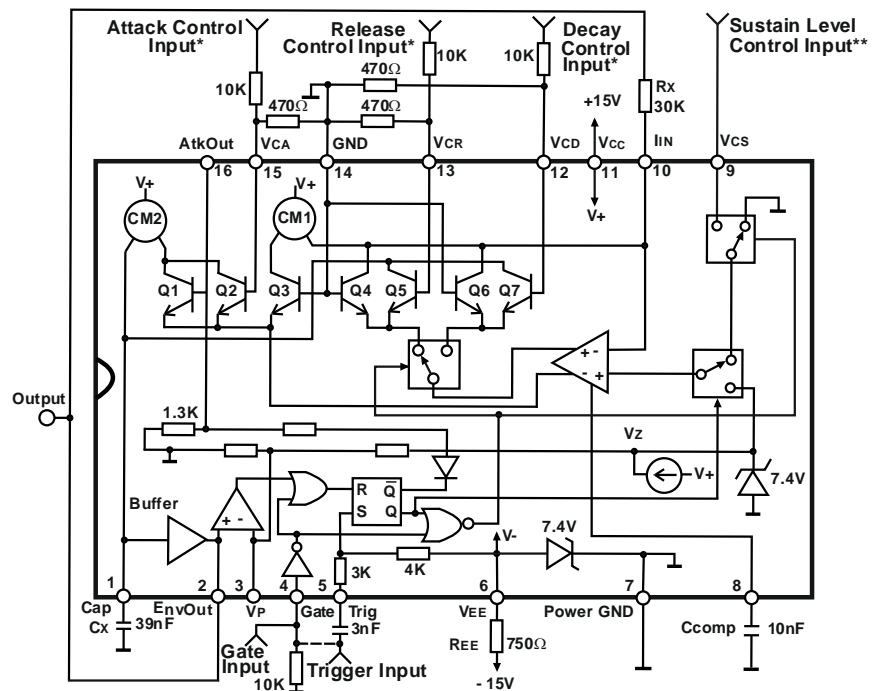 Attack Control
Input*
Release
Control Input*
Decay
Control
Input*
Sustain Level
Control Input**
10K
10K
10K
470Ω
470Ω
470Ω
RX
30K
+15V
AtkOut
VCA
GND
VCR
VCD
VCC
IIN
VCS
16
15
14
13
12
11
10
9
V+
V+
V+
CM2
CM1
Q1
Q2
Q3
Q4
Q5
Q6
Q7
+ -
- +
Output
1.3K
VZ
V+
7.4V
Buffer
+ -
R
Q̅
S
Q
V-
7.4V
3K
4K
1
2
3
4
5
6
7
8
Cap
CX
39nF
EnvOut
VP
Gate
Trig
3nF
VEE
Power GND
Ccomp
10nF
Gate
Input
10K
Trigger Input
REE
750Ω
- 15V